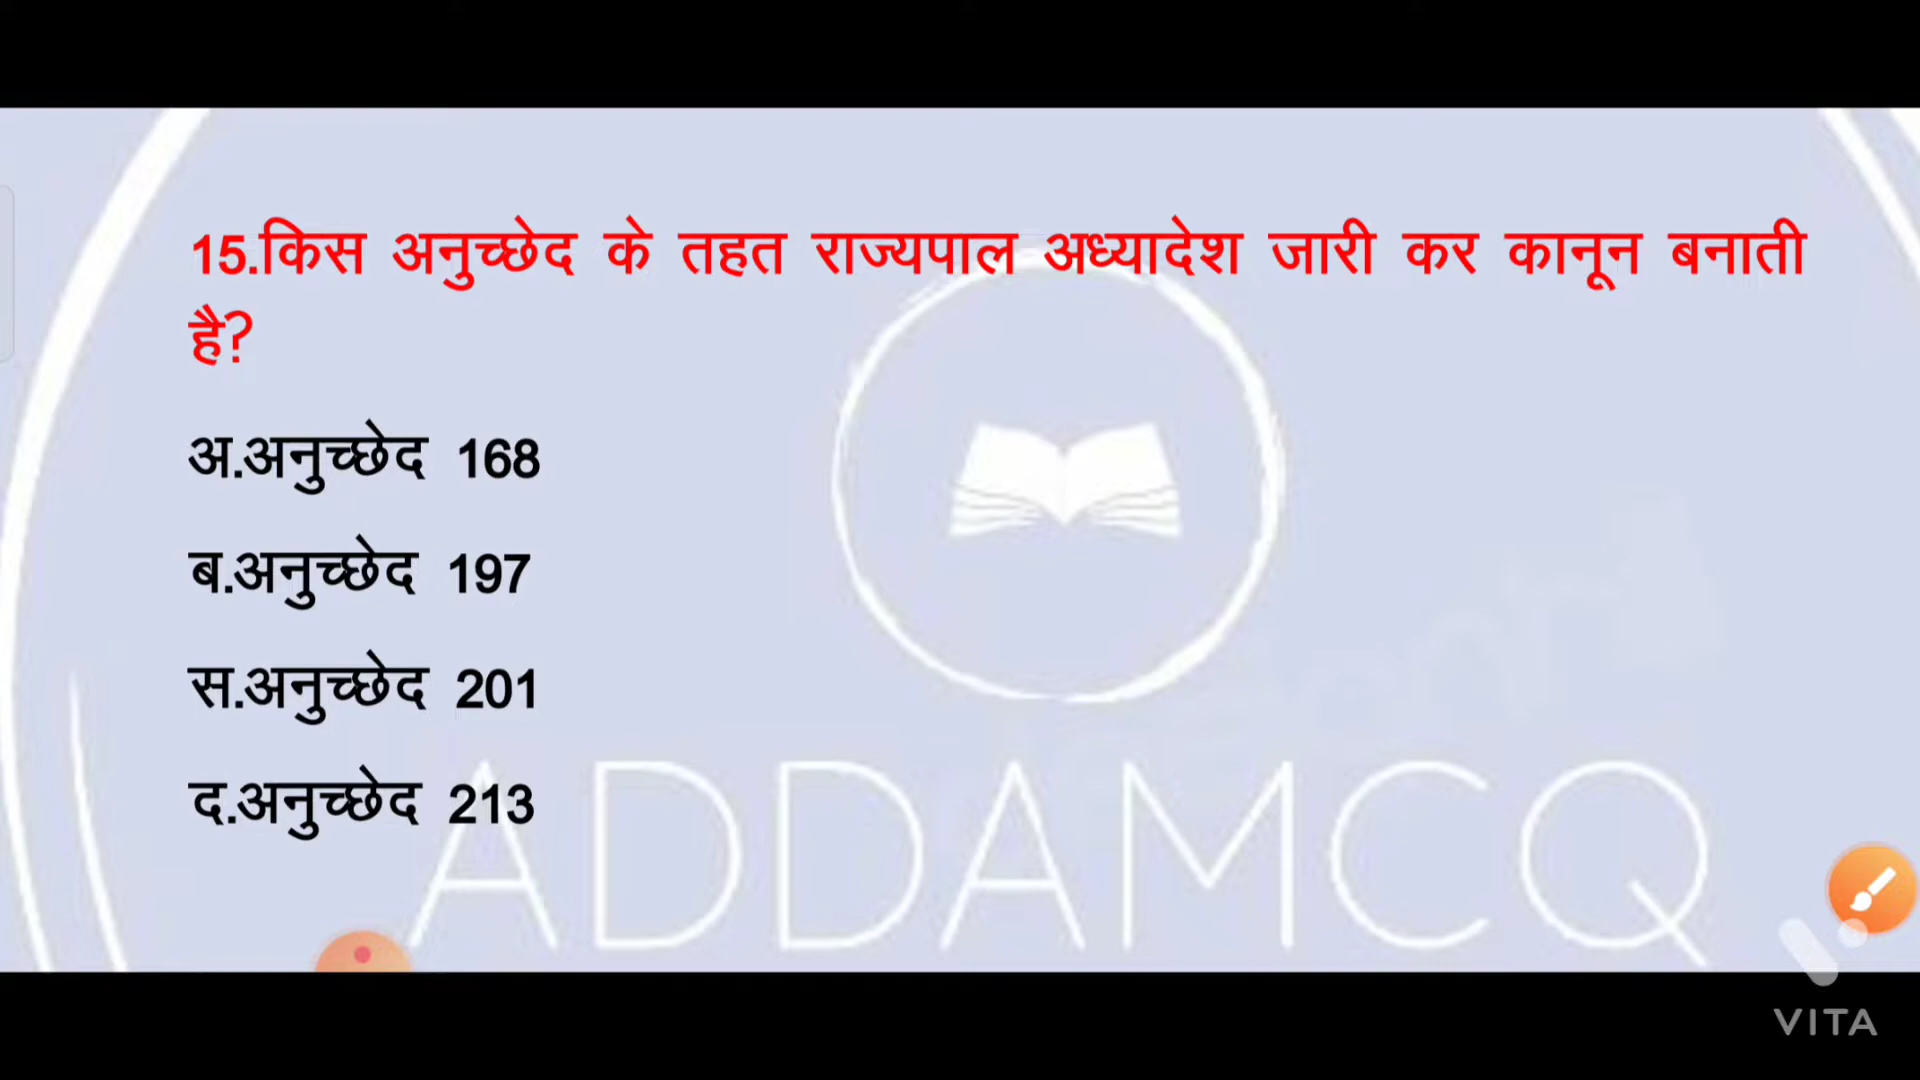 15.किस अनुच्छेद के तहत राज्यपाल अध्यादेश जारी कर कानून बनाती
है?
अ.अनुच्छेद 168
ब.अनुच्छेद 197
स.अनुच्छेद 201
द.अनुच्छेद 213
ADDAMCQ
VITA